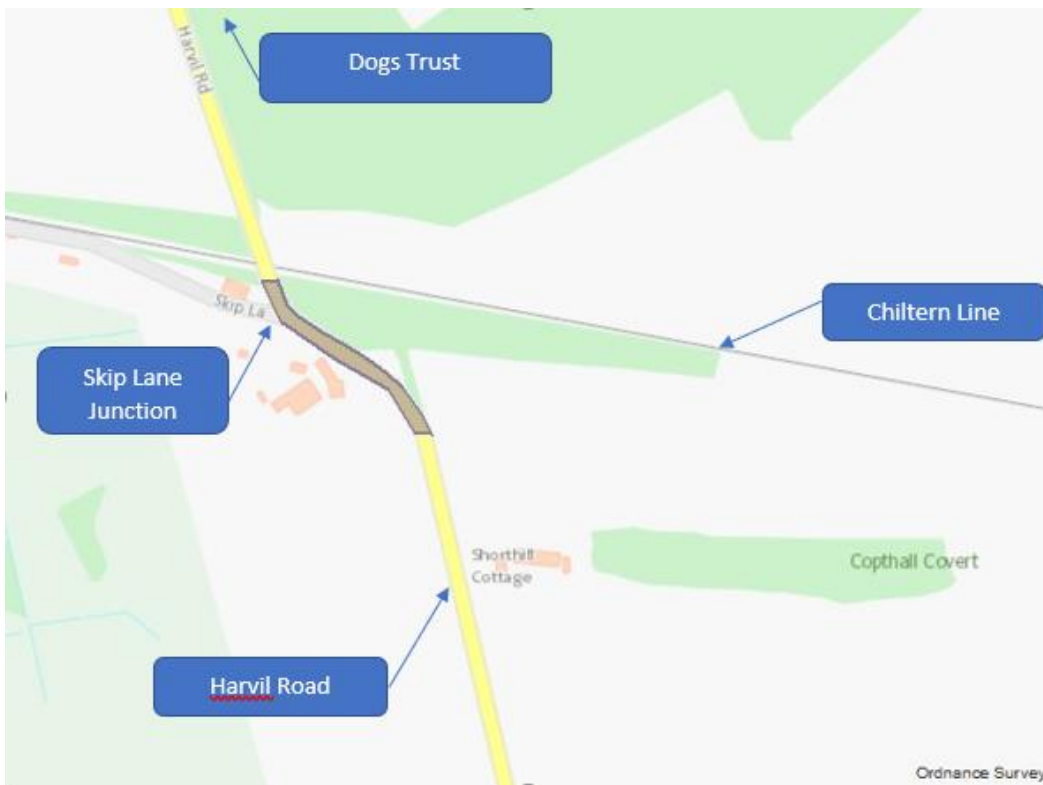 Dogs Trust
Harvil Rd
Chiltern Line
Skip La
Skip Lane
Junction
Shorthill
Cottage
Copthall Covert
Harvil Road
Ordnance Survey